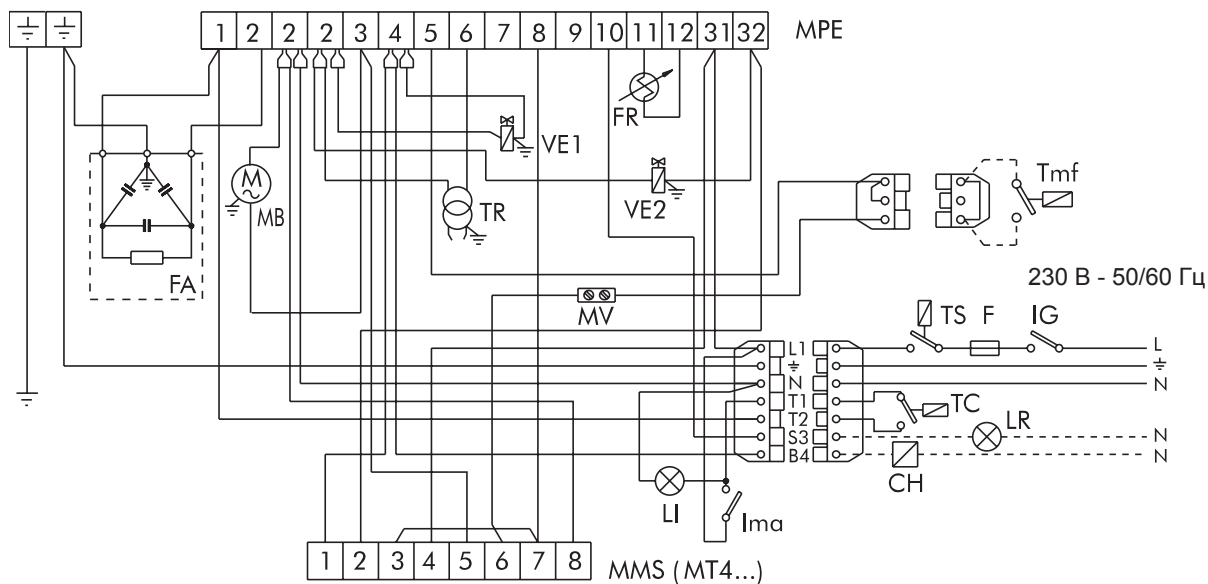 1 2 2 2 3 4 5 6 7 8 9 10 11 12 31 32 MPE
FR
VE1
M
MB
TR
VE2
Tmf
FA
230 В - 50/60 Гц
MV
TS F IG
L1 L
N N
T1
T2 TC
S3 LR N
B4 N
CH
LI
Ima
1 2 3 4 5 6 7 8 MMS (MT4...)